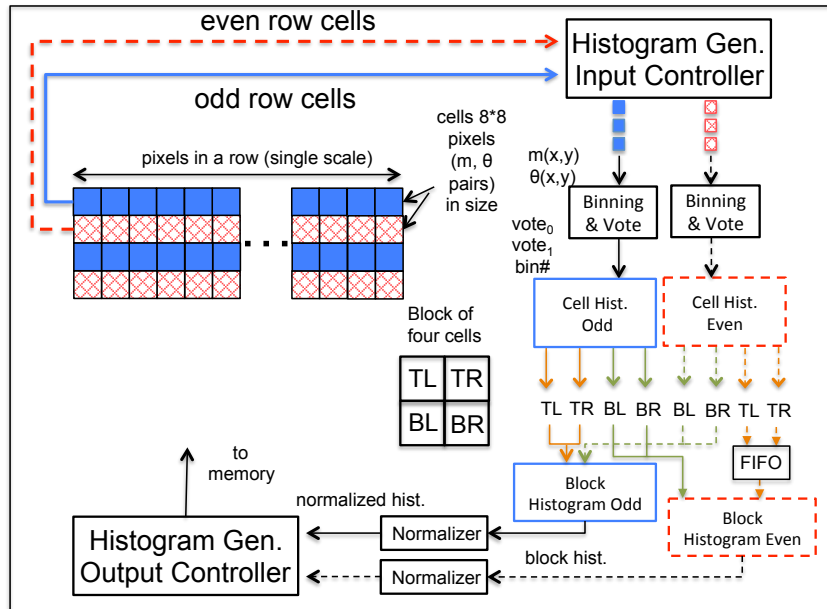 even row cells
Histogram Gen.
Input Controller
odd row cells
cells 8*8
pixels
(m, θ
pairs)
in size
pixels in a row (single scale)
m(x,y)
θ(x,y)
Binning
& Vote
Binning
& Vote
vote0
vote1
bin#
Cell Hist.
Odd
Cell Hist.
Even
Block of
four cells
TL TR
BL BR
TL TR BL BR BL BR TL TR
FIFO
to
memory
Block
Histogram Odd
Block
Histogram Even
normalized hist.
Normalizer
Histogram Gen.
Output Controller
block hist.
Normalizer